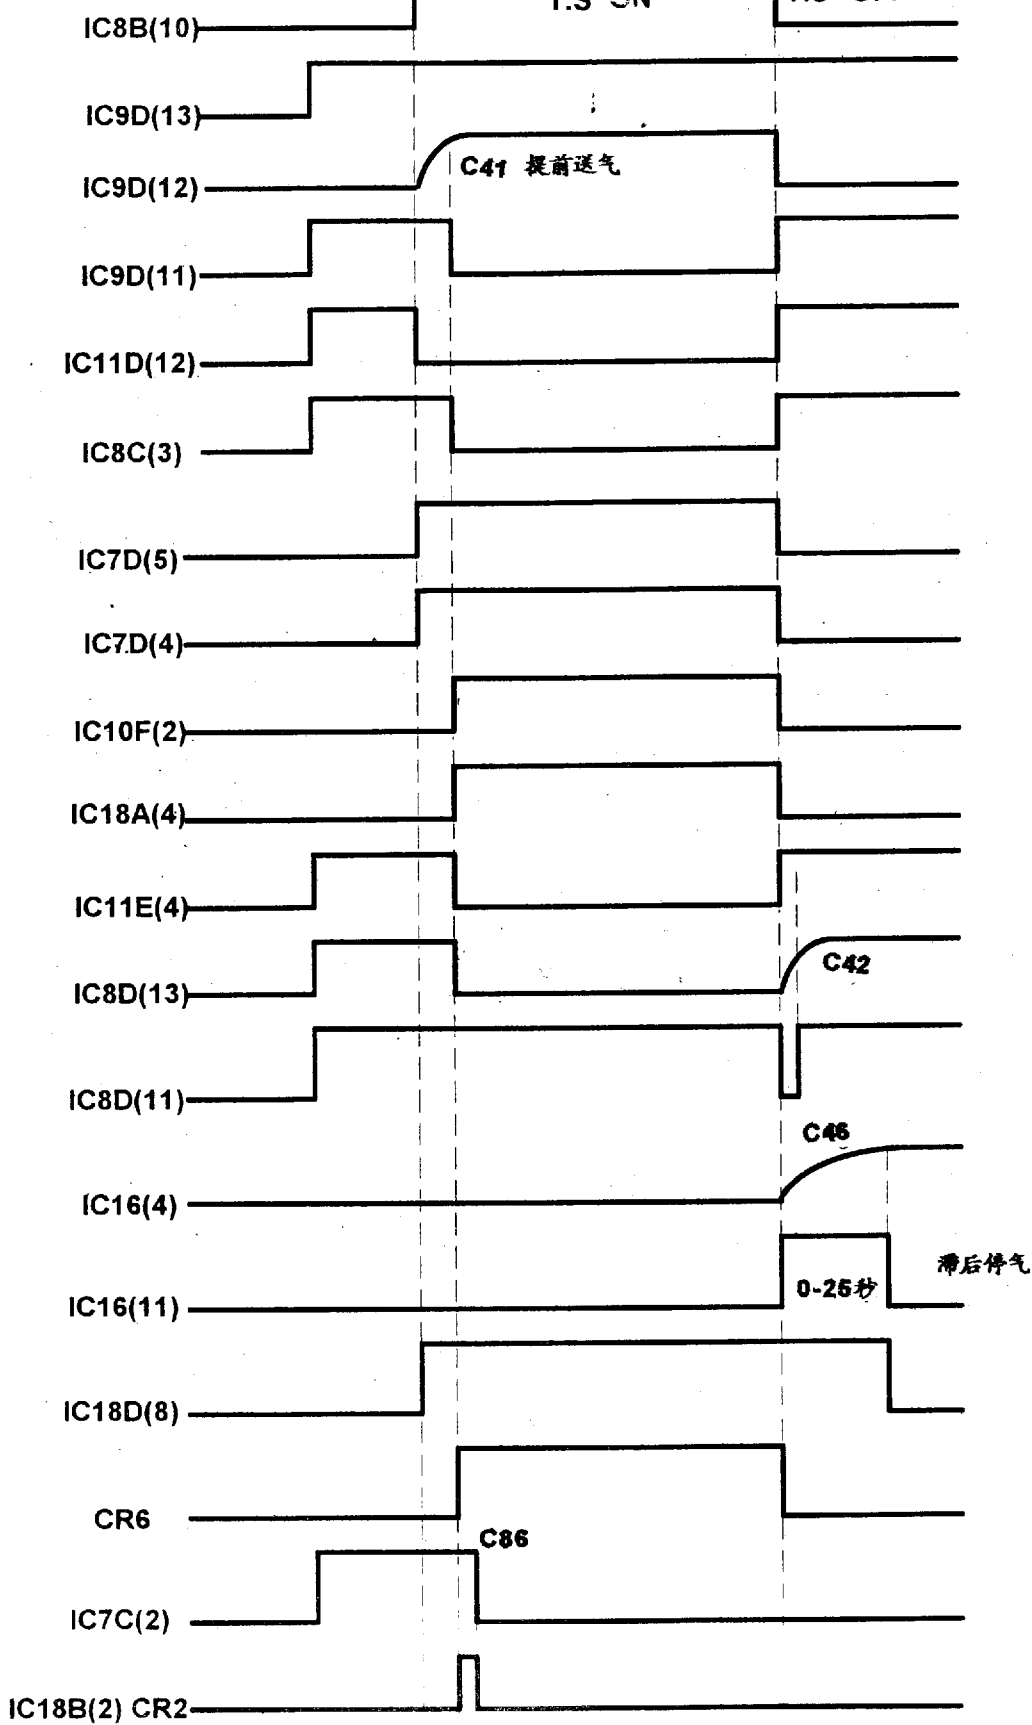 IC8B(10)
IC9D(13)
C41 提前送气
IC9D(12)
IC9D(11)
IC11D(12)
IC8C(3)
IC7D(5)
IC7D(4)
IC10F(2)
IC18A(4)
IC11E(4)
C42
IC8D(13)
IC8D(11)
C46
IC16(4)
滞后停气
0-25秒
IC16(11)
IC18D(8)
CR6
C86
IC7C(2)
IC18B(2) CR2